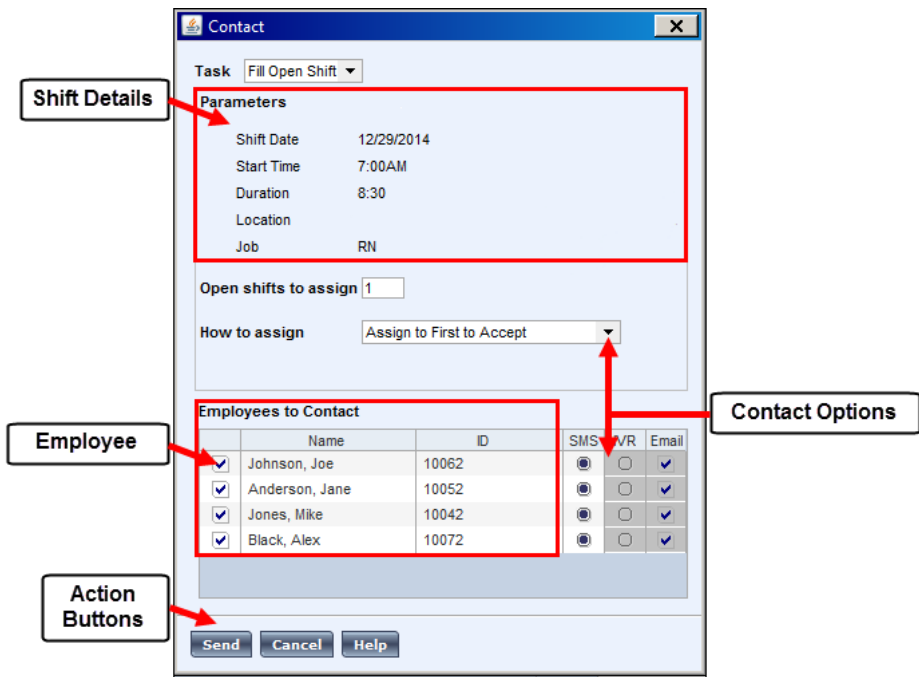 Contact
Task Fill Open Shift
Shift Details
Parameters
Shift Date 12/29/2014
Start Time 7:00AM
Duration 8:30
Location
Job RN
Open shifts to assign 1
How to assign Assign to First to Accept
Contact Options
Employees to Contact
Employee
Name ID SMS VR Email
Johnson, Joe 10062
Anderson, Jane 10052
Jones, Mike 10042
Black, Alex 10072
Action
Buttons
Send Cancel Help